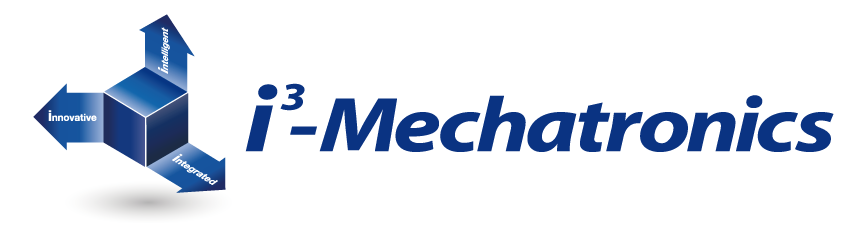 intelligent
innovative
integrated
i³-Mechatronics